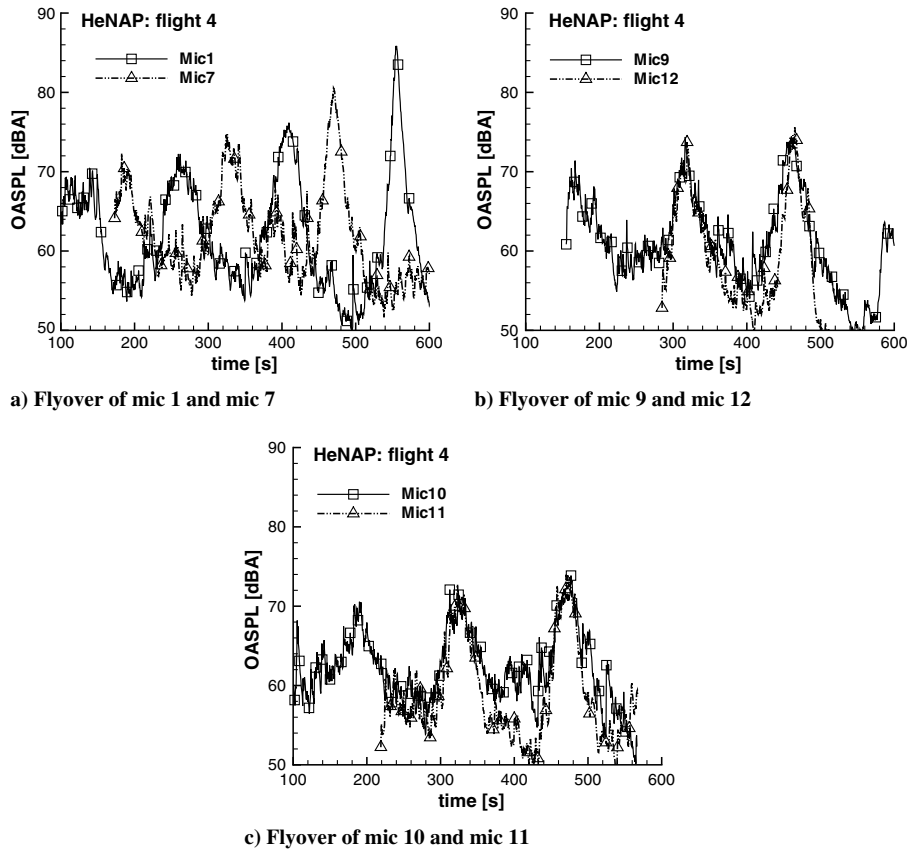 HeNAP: flight 4
Mic1
Mic7
OASPL [dBA]
90
80
70
60
50
100 200 300 400 500 600
time [s]
a) Flyover of mic 1 and mic 7
HeNAP: flight 4
Mic9
Mic12
OASPL [dBA]
90
80
70
60
50
200 300 400 500 600
time [s]
b) Flyover of mic 9 and mic 12
HeNAP: flight 4
Mic10
Mic11
OASPL [dBA]
90
80
70
60
50
100 200 300 400 500 600
time [s]
c) Flyover of mic 10 and mic 11